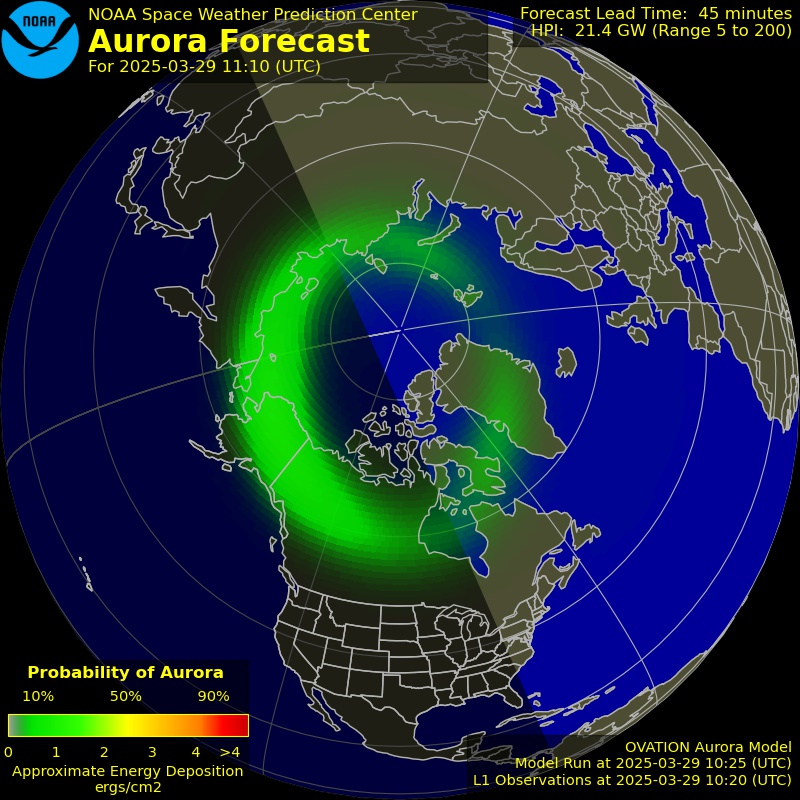 NOAA
NOAA Space Weather Prediction Center
Aurora Forecast
For 2025-03-29 11:10 (UTC)
Forecast Lead Time: 45 minutes
HPI: 21.4 GW (Range 5 to 200)
Probability of Aurora
10% 50% 90%
0 1 2 3 4 >4
Approximate Energy Deposition
ergs/cm2
OVATION Aurora Model
Model Run at 2025-03-29 10:25 (UTC)
L1 Observations at 2025-03-29 10:20 (UTC)